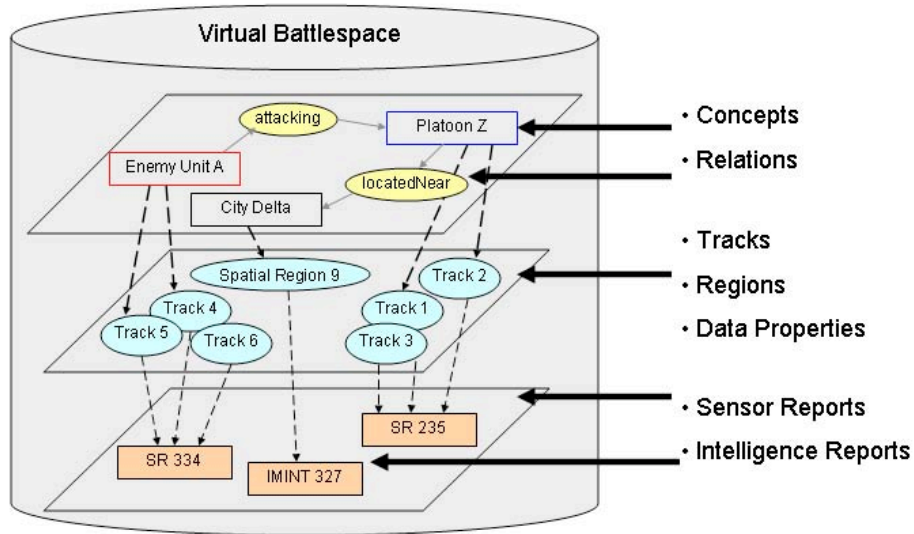 Virtual Battlespace
attacking
Platoon Z
Enemy Unit A
locatedNear
City Delta
Spatial Region 9
Track 2
Track 4
Track 1
Track 5
Track 6
Track 3
SR 235
SR 334
IMINT 327
• Concepts
• Relations
• Tracks
• Regions
• Data Properties
• Sensor Reports
• Intelligence Reports